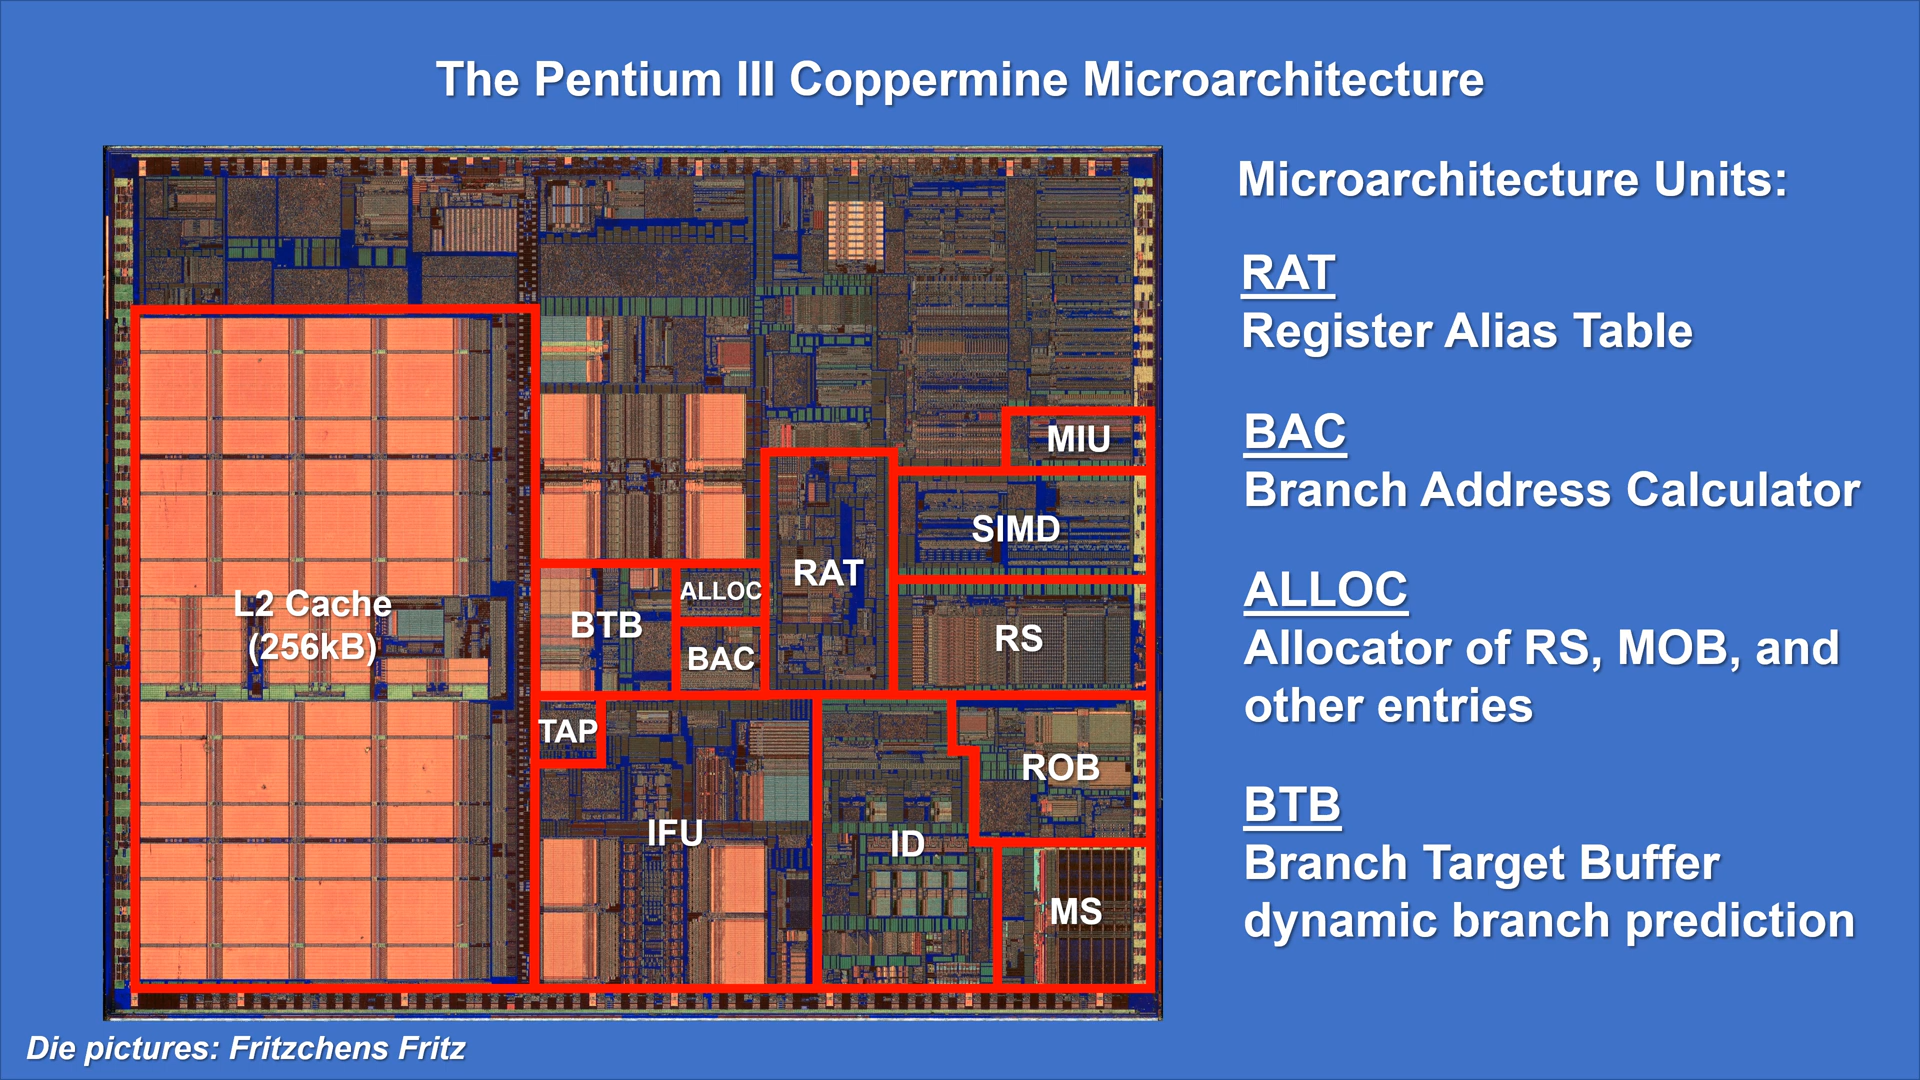 The Pentium III Coppermine Microarchitecture
Microarchitecture Units:
RAT
Register Alias Table
BAC
Branch Address Calculator
ALLOC
Allocator of RS, MOB, and
other entries
BTB
Branch Target Buffer
dynamic branch prediction
MIU
SIMD
RAT
ALLOC
L2 Cache
(256kB)
BTB
RS
BAC
TAP
ROB
IFU
ID
MS
Die pictures: Fritzchens Fritz